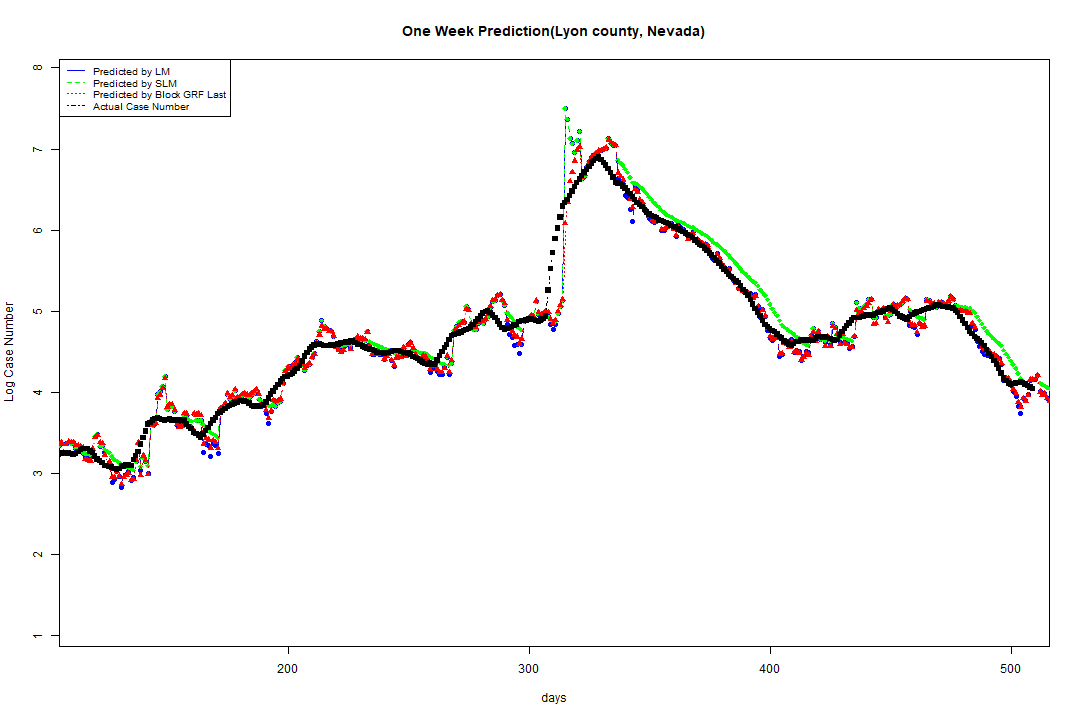 One Week Prediction(Lyon county, Nevada)
Predicted by LM
Predicted by SLM
Predicted by Block GRF Last
Actual Case Number
8
7
6
5
4
3
2
1
Log Case Number
200
300
400
500
days